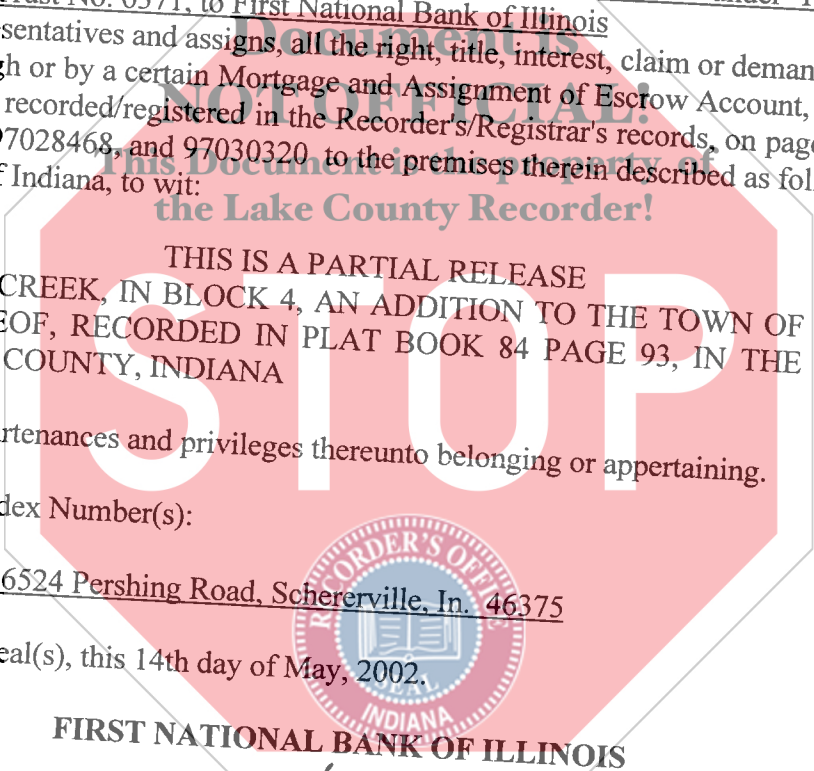 Trust No. 0371, to First National Bank of Illinois
sentatives and assigns, all the right, title, interest, claim or deman
gh or by a certain Mortgage and Assignment of Escrow Account,
recorded/registered in the Recorder's/Registrar's records, on page
97028468, and 97030320 to the premises therein described as foll
f Indiana, to wit:
Document is
NOT OFFICIAL!
This Document is the property of
the Lake County Recorder!
THIS IS A PARTIAL RELEASE
CREEK, IN BLOCK 4, AN ADDITION TO THE TOWN OF
EOF, RECORDED IN PLAT BOOK 84 PAGE 93, IN THE
COUNTY, INDIANA
STOP
rtenances and privileges thereunto belonging or appertaining.
dex Number(s):
6524 Pershing Road, Schererville, In. 46375
eal(s), this 14th day of May, 2002.
RECORDER'S OFFICE
SEAL
INDIANA
FIRST NATIONAL BANK OF ILLINOIS